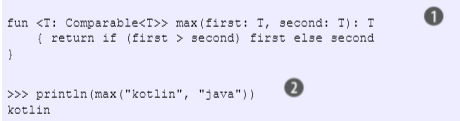 fun <T: Comparable<T>> max(first: T, second: T): T 1
{ return if (first > second) first else second
}
>>> println(max("kotlin", "java")) 2
kotlin